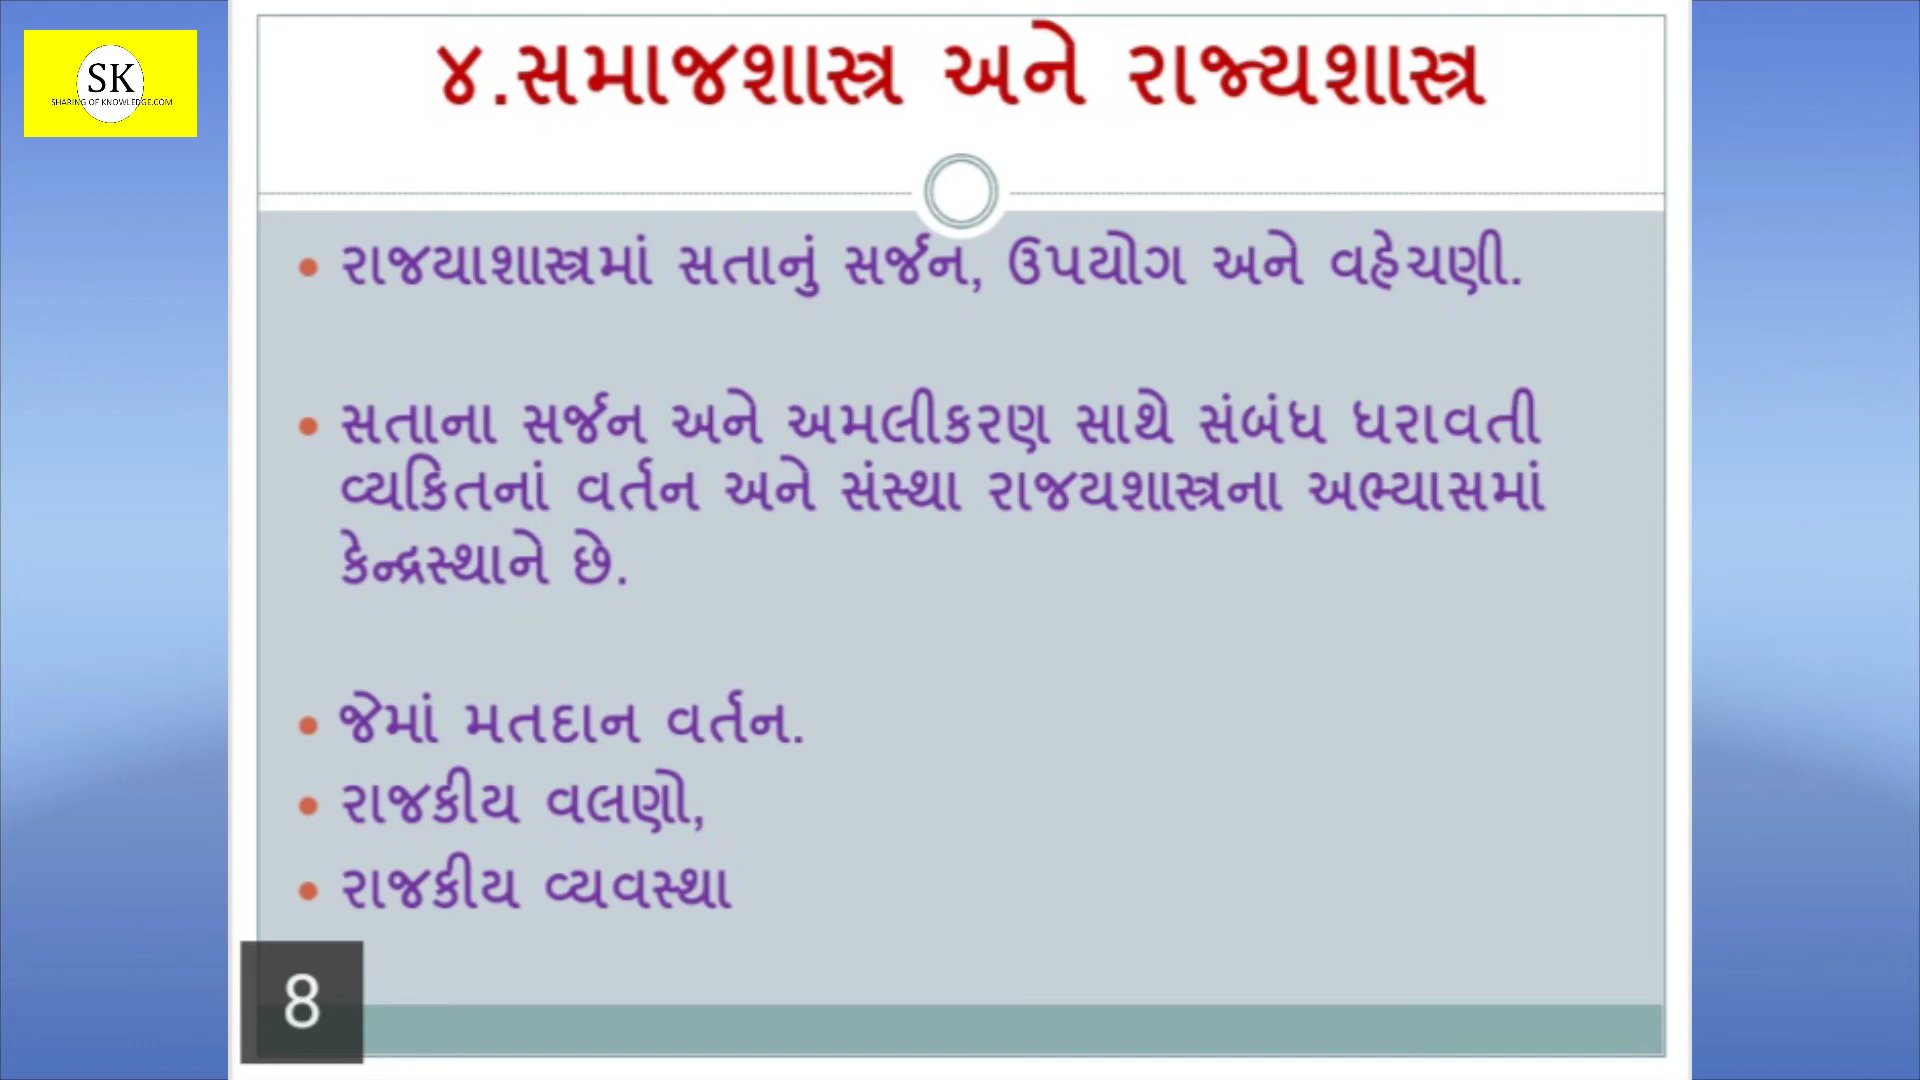 SK
SHARING OF KNOWLEDGE.COM
૪.સમાજશાસ્ત્ર અને રાજ્યશાસ્ત્ર
• રાજયાશાસ્ત્રમાં સતાનું સર્જન, ઉપયોગ અને વહેચણી.
• સતાના સર્જન અને અમલીકરણ સાથે સંબંધ ધરાવતી
વ્યકિતનાં વર્તન અને સંસ્થા રાજયશાસ્ત્રના અભ્યાસમાં
કેન્દ્રસ્થાને છે.
• જેમાં મતદાન વર્તન.
• રાજકીય વલણો,
• રાજકીય વ્યવસ્થા
8